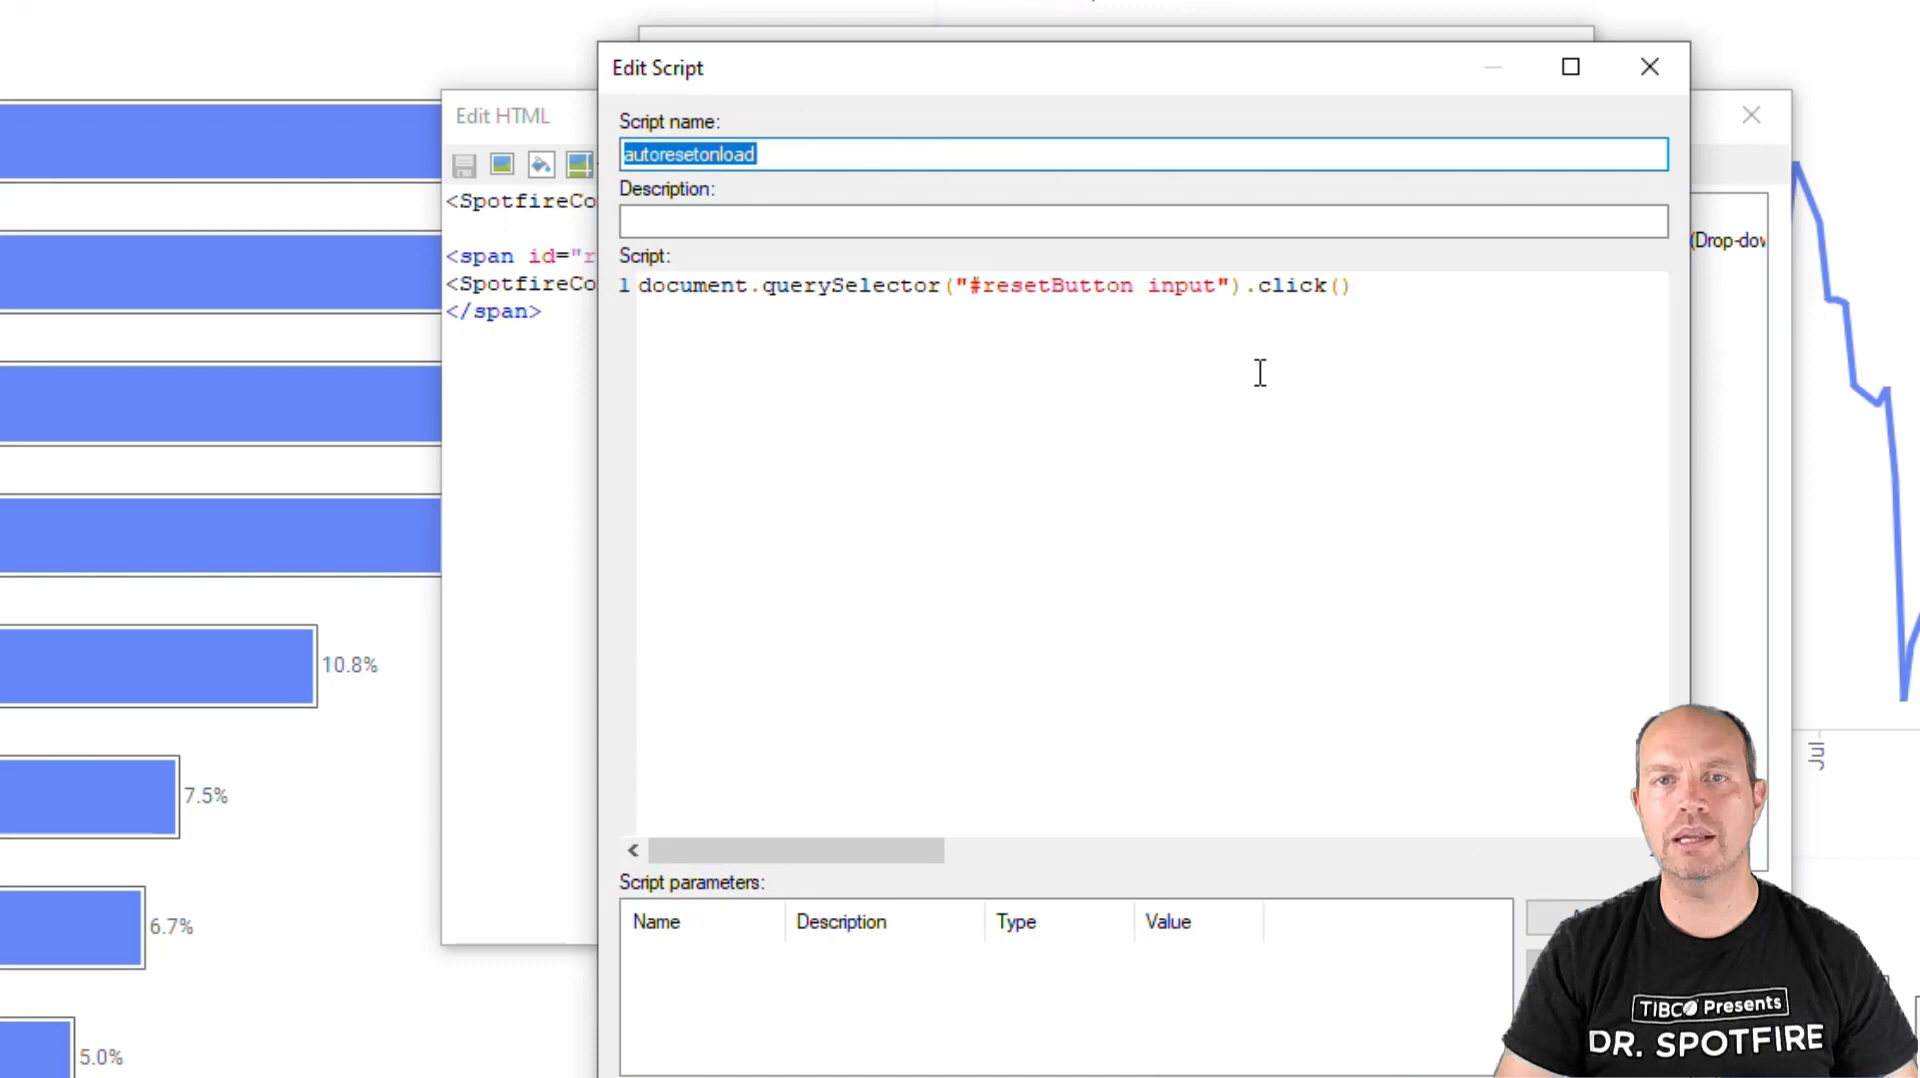 Edit Script
Script name:
autoresetonload
Description:
Script:
1 document.querySelector("#resetButton input").click()
Script parameters:
Name Description Type Value
Edit HTML
<SpotfireCo
<span id="r
<SpotfireCo
</span>
(Drop-dow
10.8%
7.5%
6.7%
5.0%
Jul
TIBCO Presents
DR. SPOTFIRE